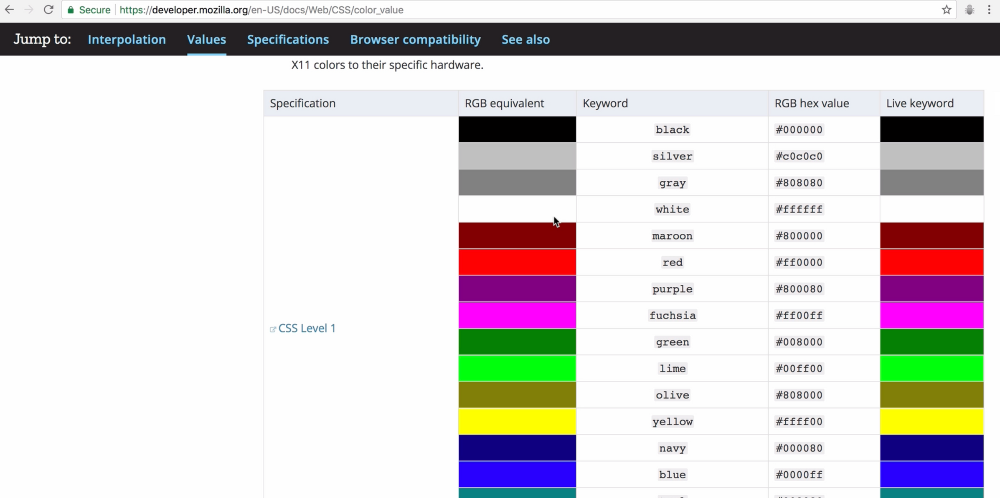 Secure https://developer.mozilla.org/en-US/docs/Web/CSS/color_value
Jump to: Interpolation Values Specifications Browser compatibility See also
X11 colors to their specific hardware.
Specification RGB equivalent Keyword RGB hex value Live keyword
black #000000
silver #c0c0c0
gray #808080
white #ffffff
maroon #800000
red #ff0000
purple #800080
fuchsia #ff00ff
CSS Level 1
green #008000
lime #00ff00
olive #808000
yellow #ffff00
navy #000080
blue #0000ff